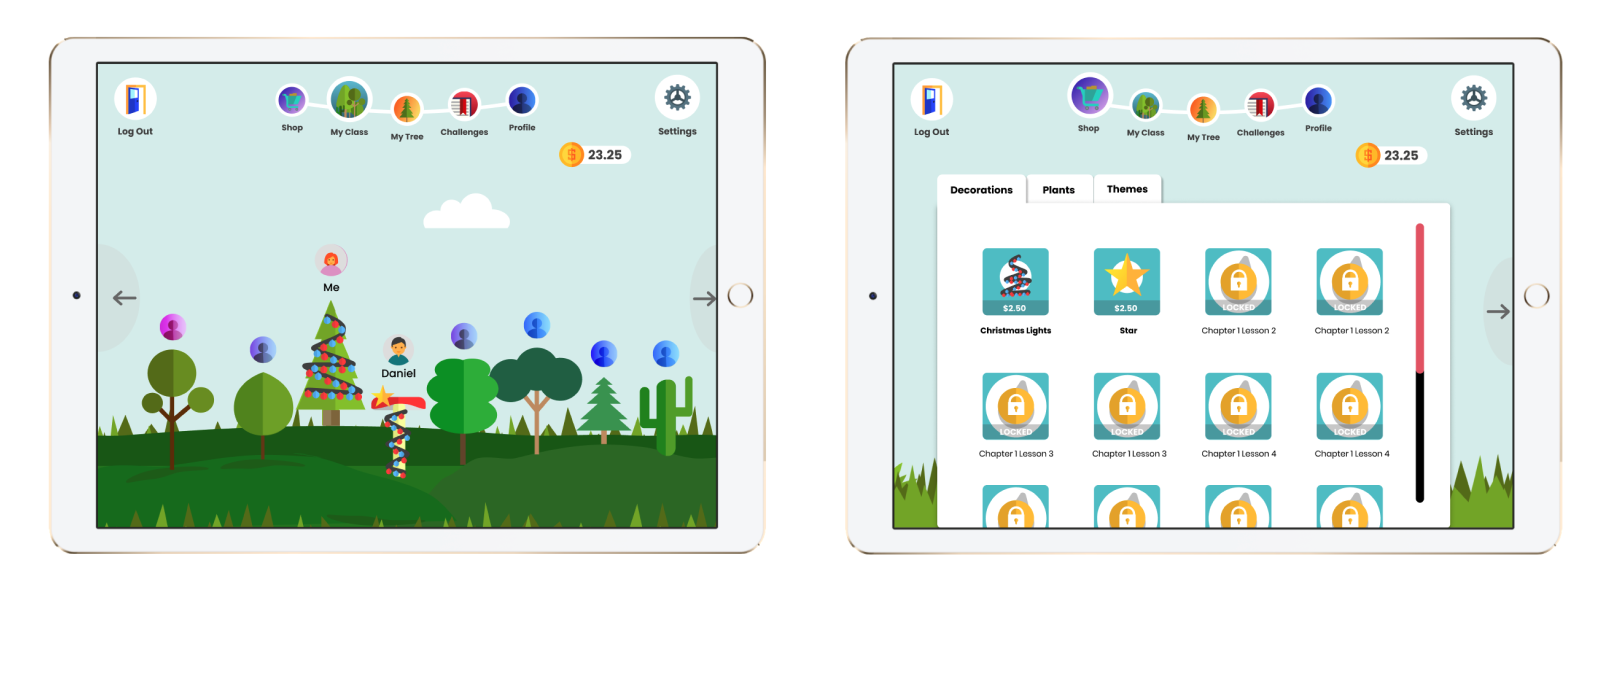 Log Out
Shop
My Class
My Tree
Challenges
Profile
Settings
$ 23.25
Me
Daniel
Log Out
Shop
My Class
My Tree
Challenges
Profile
Settings
$ 23.25
Decorations Plants Themes
$2.50 $2.50 LOCKED LOCKED
Christmas Lights Star Chapter 1 Lesson 2 Chapter 1 Lesson 2
LOCKED LOCKED LOCKED LOCKED
Chapter 1 Lesson 3 Chapter 1 Lesson 3 Chapter 1 Lesson 4 Chapter 1 Lesson 4